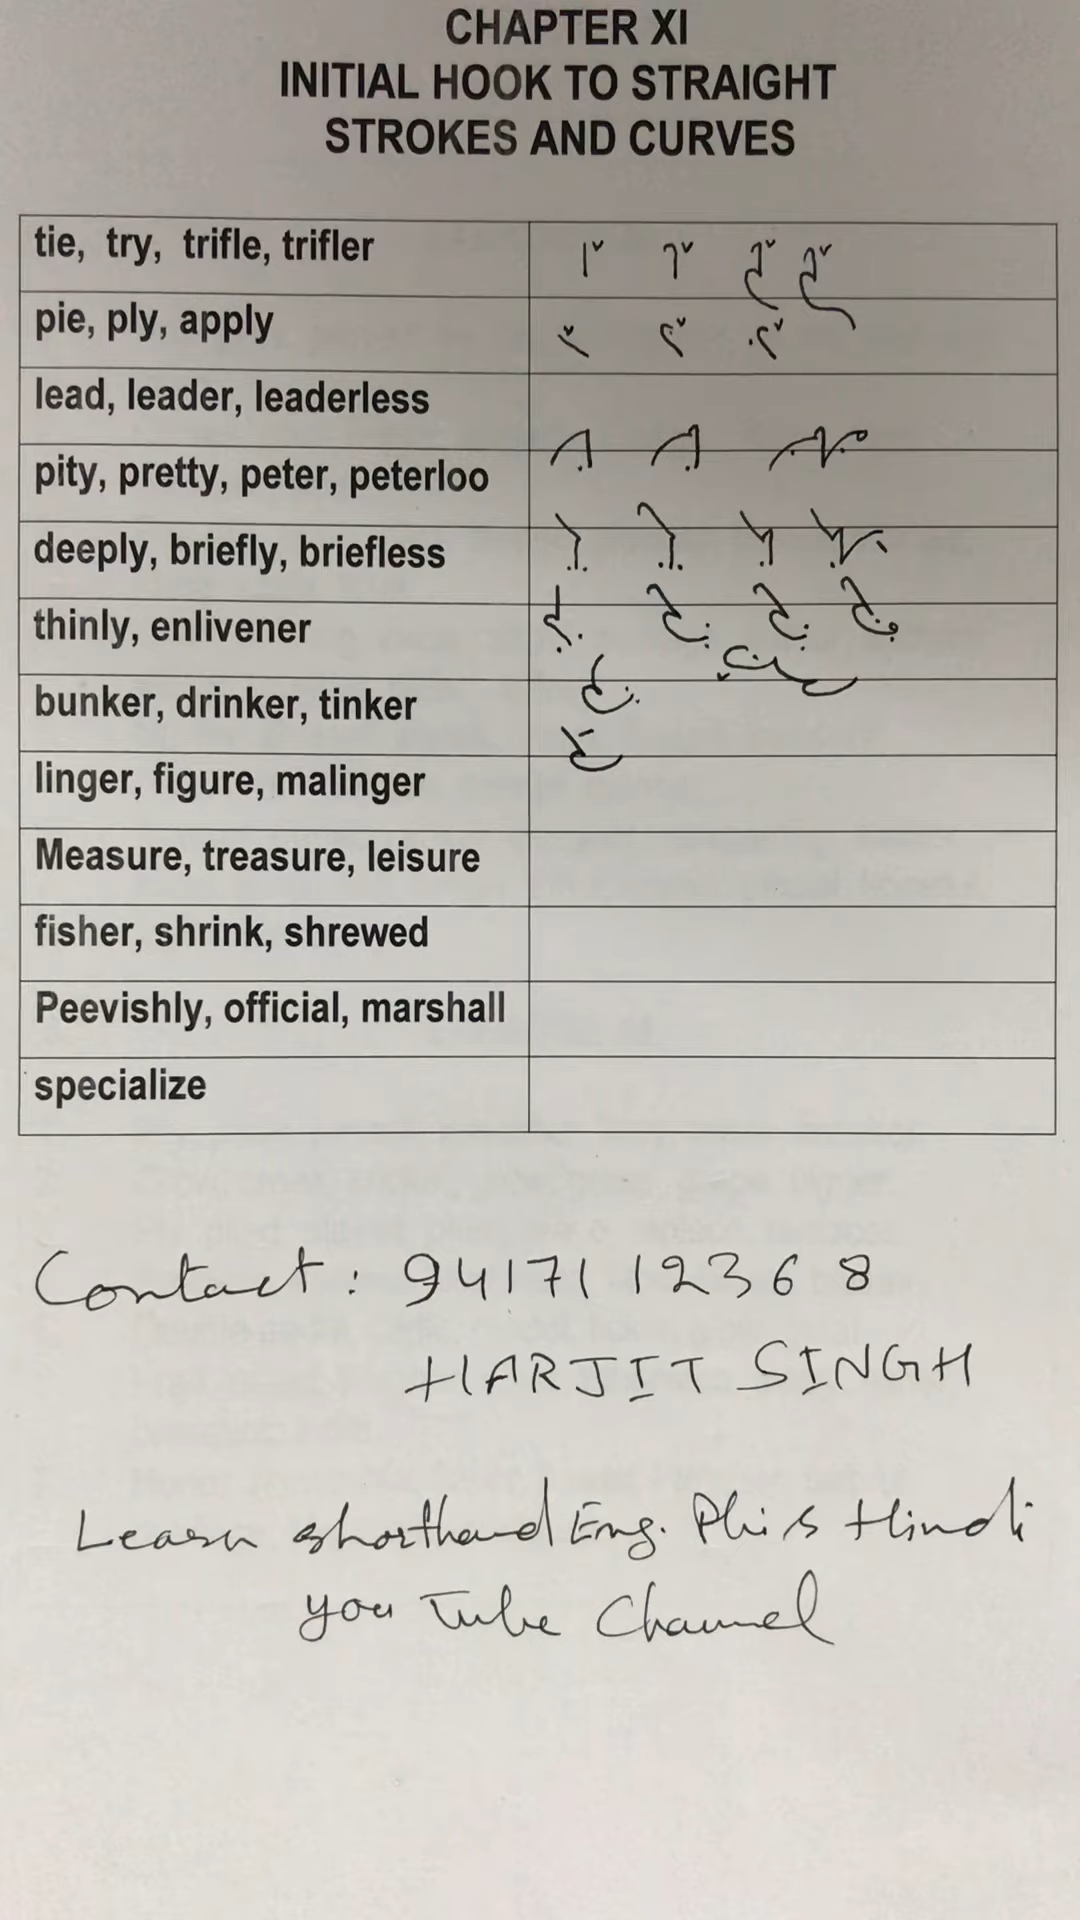 CHAPTER XI
INITIAL HOOK TO STRAIGHT
STROKES AND CURVES
tie, try, trifle, trifler
pie, ply, apply
lead, leader, leaderless
pity, pretty, peter, peterloo
deeply, briefly, briefless
thinly, enlivener
bunker, drinker, tinker
linger, figure, malinger
Measure, treasure, leisure
fisher, shrink, shrewed
Peevishly, official, marshall
specialize
Contact: 9417112368
HARJIT SINGH
Learn shorthand Eng. Pbi & Hindi
you Tube Channel